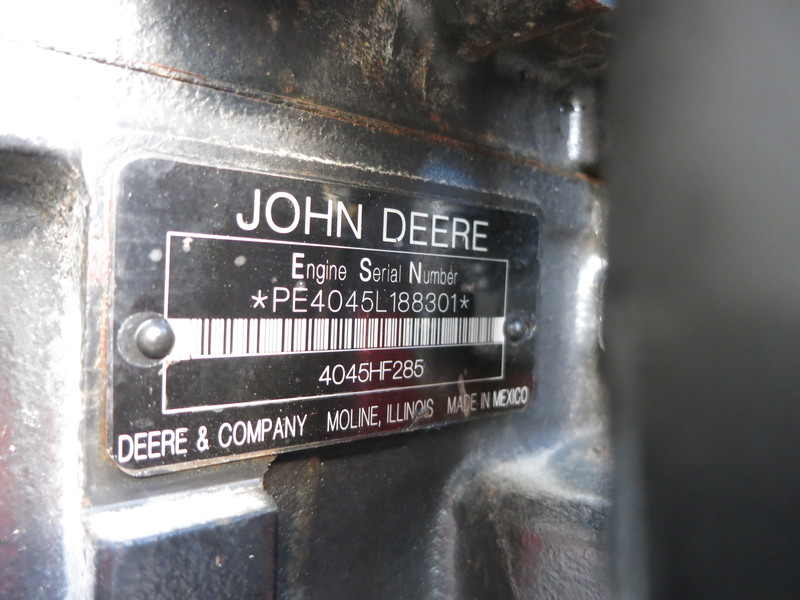 JOHN DEERE
Engine Serial Number
*PE4045L188301*
4045HF285
DEERE & COMPANY MOLINE, ILLINOIS MADE IN MEXICO